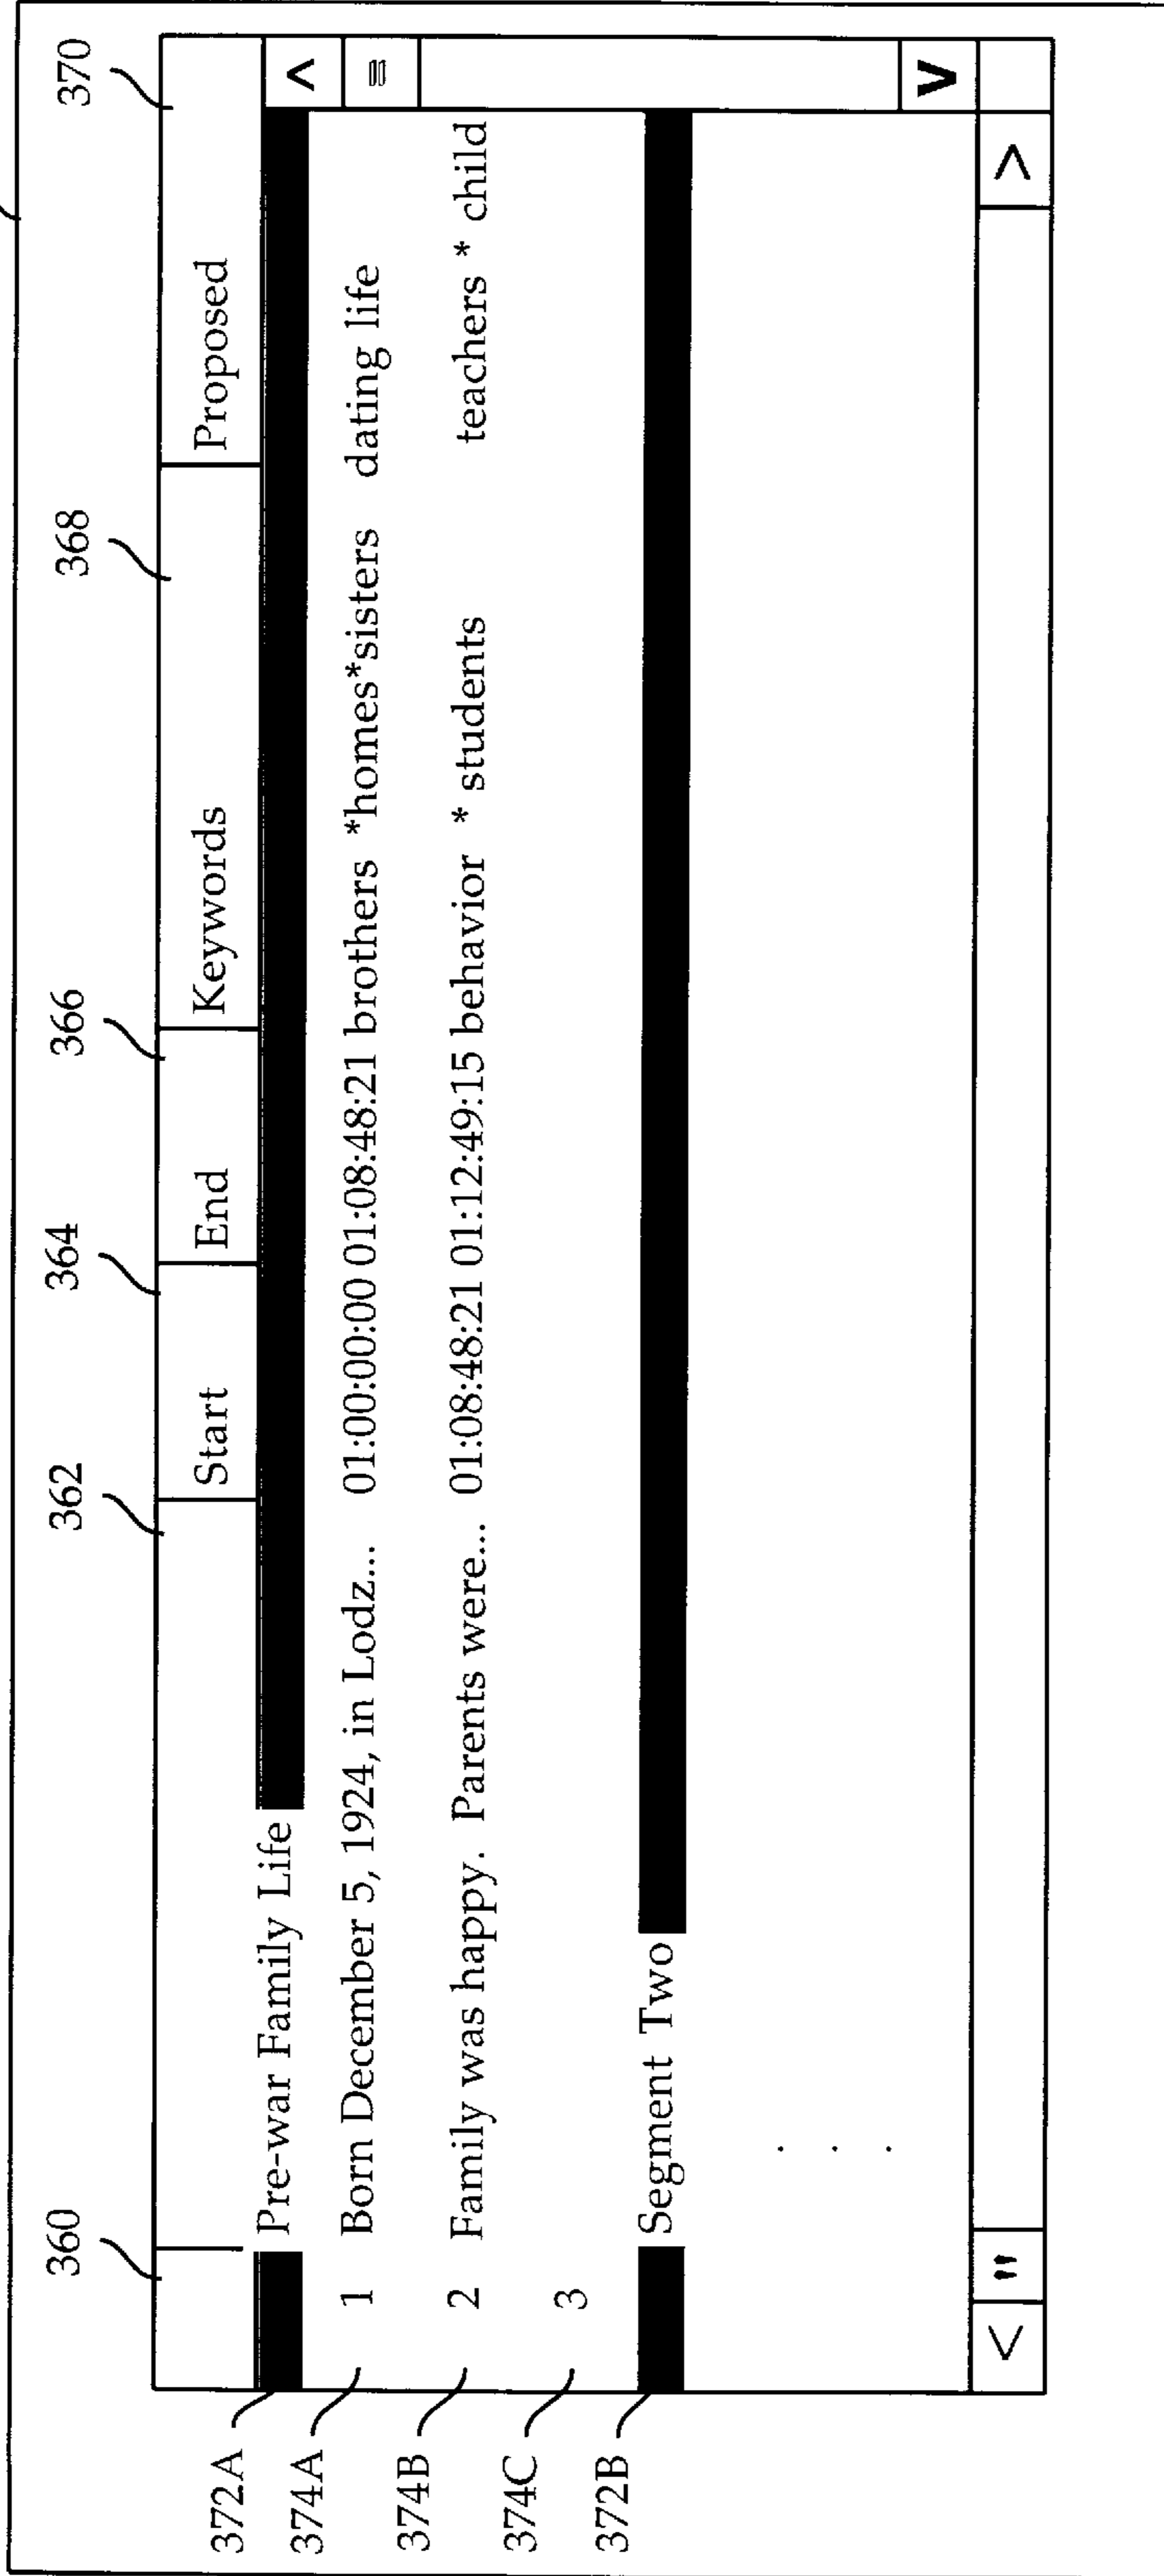 360 362 364 366 368 370
Start End Keywords Proposed
372A Pre-war Family Life
374A 1 Born December 5, 1924, in Lodz... 01:00:00:00 01:08:48:21 brothers *homes*sisters dating life
374B 2 Family was happy. Parents were... 01:08:48:21 01:12:49:15 behavior * students teachers * child
374C 3
372B Segment Two